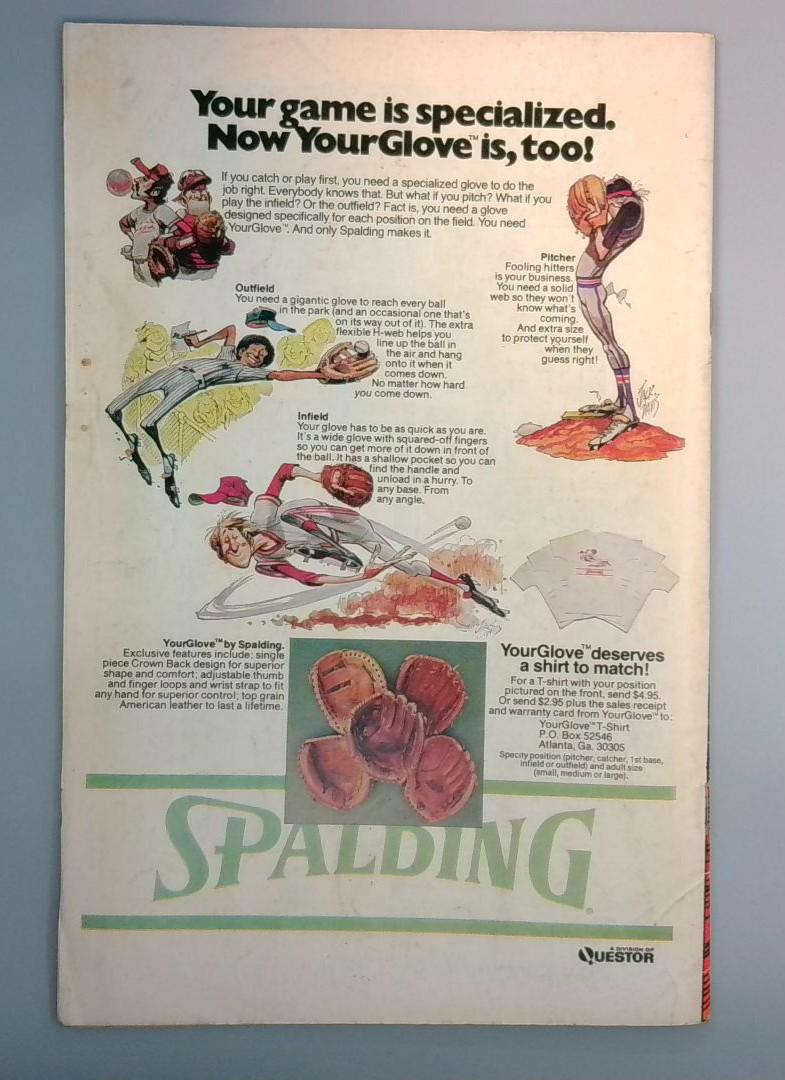 Your game is specialized.
Now YourGlove™ is, too!
If you catch or play first, you need a specialized glove to do the
job right. Everybody knows that. But what if you pitch? What if you
play the infield? Or the outfield? Fact is, you need a glove
designed specifically for each position on the field. You need
YourGlove™. And only Spalding makes it.
Pitcher
Fooling hitters
is your business.
You need a solid
web so they won't
know what's
coming.
And extra size
to protect yourself
when they
guess right!
Outfield
You need a gigantic glove to reach every ball
in the park (and an occasional one that's
on its way out of it). The extra
flexible H-web helps you
line up the ball in
the air and hang
onto it when it
comes down.
No matter how hard
you come down.
JACK DAVIS
Infield
Your glove has to be as quick as you are.
It's a wide glove with squared-off fingers
so you can get more of it down in front of
the ball. It has a shallow pocket so you can
find the handle and
unload in a hurry. To
any base. From
any angle.
YourGlove™ by Spalding.
Exclusive features include: single
piece Crown Back design for superior
shape and comfort; adjustable thumb
and finger loops and wrist strap to fit
any hand for superior control; top grain
American leather to last a lifetime.
YourGlove™ deserves
a shirt to match!
For a T-shirt with your position
pictured on the front, send $4.95.
Or send $2.95 plus the sales receipt
and warranty card from YourGlove™ to:
YourGlove™ T-Shirt
P.O. Box 52546
Atlanta, Ga. 30305
Specify position (pitcher, catcher, 1st base,
infield or outfield) and adult size
(small, medium or large).
SPALDING®
A DIVISION OF
QUESTOR